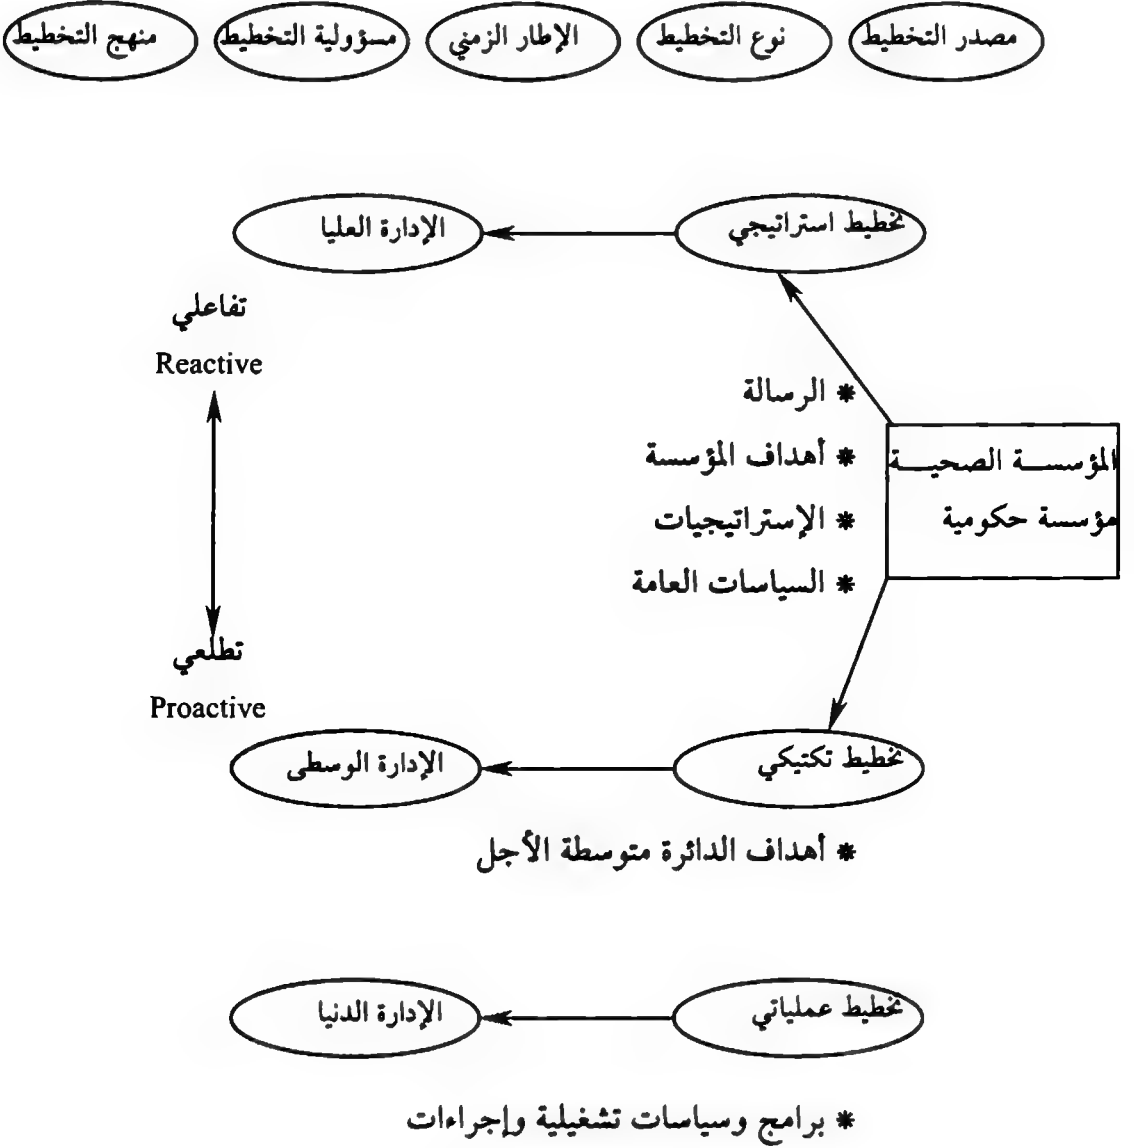 مصدر التخطيط
نوع التخطيط
الإطار الزمني
مسؤولية التخطيط
منهج التخطيط
تخطيط استراتيجي
الإدارة العليا
تفاعلي
Reactive
* الرسالة
* أهداف المؤسسة
* الإستراتيجيات
* السياسات العامة
المؤسسة الصحية
مؤسسة حكومية
تطلعي
Proactive
تخطيط تكتيكي
الإدارة الوسطى
* أهداف الدائرة متوسطة الأجل
تخطيط عملياتي
الإدارة الدنيا
* برامج وسياسات تشغيلية وإجراءات